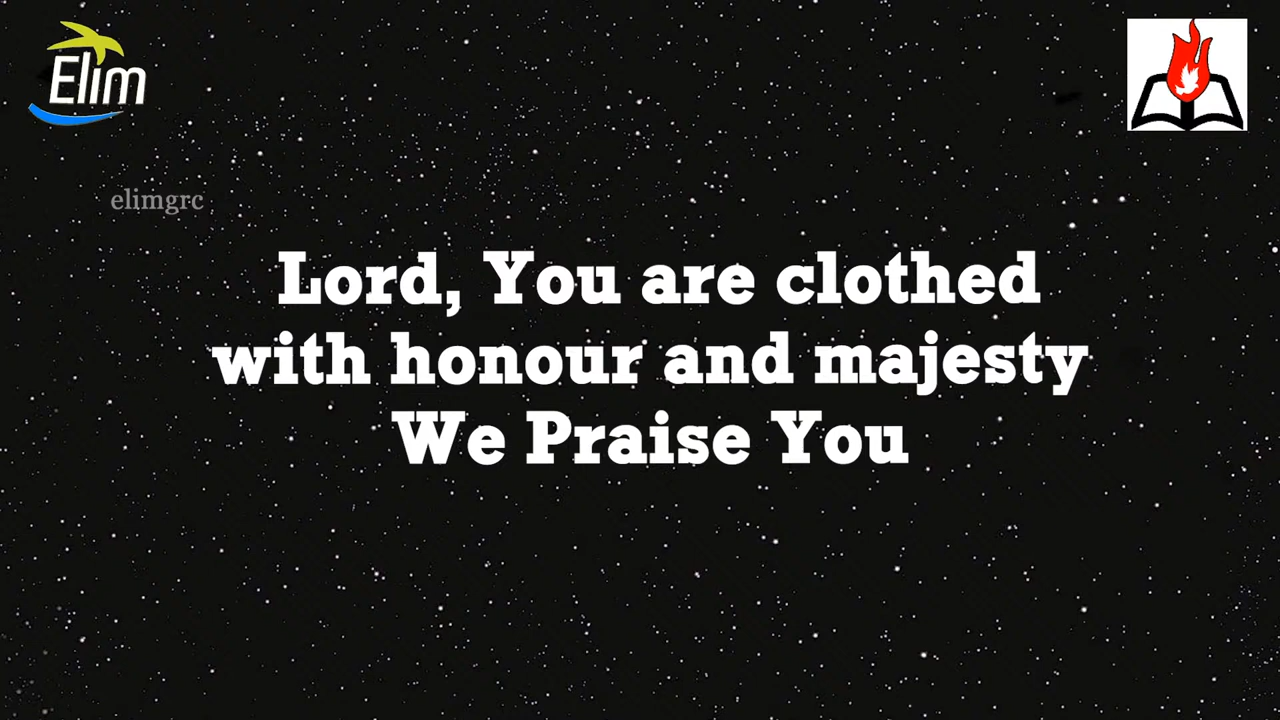 Elim
elimgrc
Lord, You are clothed
with honour and majesty
We Praise You